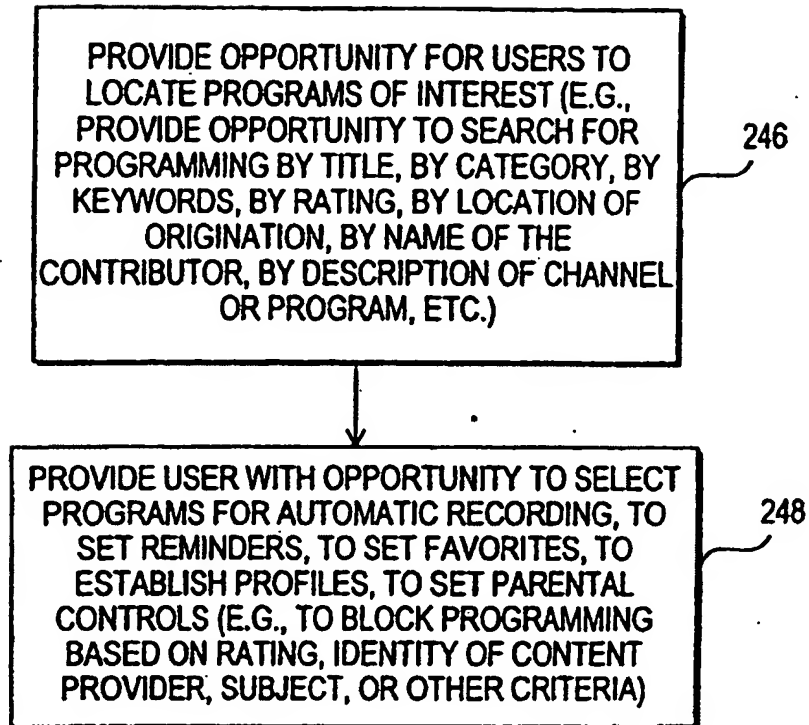 PROVIDE OPPORTUNITY FOR USERS TO
LOCATE PROGRAMS OF INTEREST (E.G.,
PROVIDE OPPORTUNITY TO SEARCH FOR
PROGRAMMING BY TITLE, BY CATEGORY, BY
KEYWORDS, BY RATING, BY LOCATION OF
ORIGINATION, BY NAME OF THE
CONTRIBUTOR, BY DESCRIPTION OF CHANNEL
OR PROGRAM, ETC.)
246
PROVIDE USER WITH OPPORTUNITY TO SELECT
PROGRAMS FOR AUTOMATIC RECORDING, TO
SET REMINDERS, TO SET FAVORITES, TO
ESTABLISH PROFILES, TO SET PARENTAL
CONTROLS (E.G., TO BLOCK PROGRAMMING
BASED ON RATING, IDENTITY OF CONTENT
PROVIDER, SUBJECT, OR OTHER CRITERIA)
248